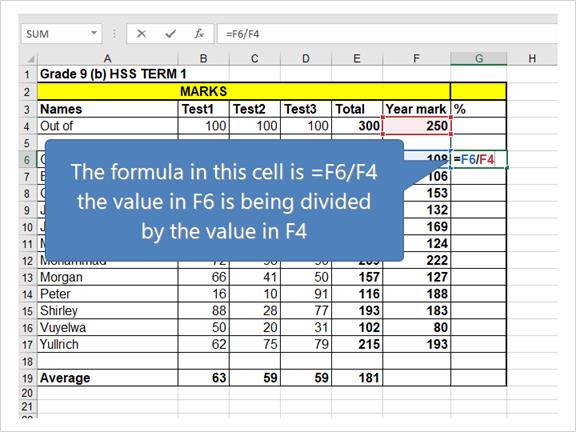 SUM =F6/F4
A B C D E F G H
1 Grade 9 (b) HSS TERM 1
2 MARKS
3 Names Test1 Test2 Test3 Total Year mark %
4 Out of 100 100 100 300 250
5
6 108 =F6/F4
The formula in this cell is =F6/F4
the value in F6 is being divided
by the value in F4
7 106
8 153
9 132
10 169
11 124
12 222
13 Morgan 66 41 50 157 127
14 Peter 16 10 91 116 188
15 Shirley 88 28 77 193 183
16 Vuyelwa 50 20 31 102 80
17 Yullrich 62 75 79 215 193
18
19 Average 63 59 59 181
20
21
22